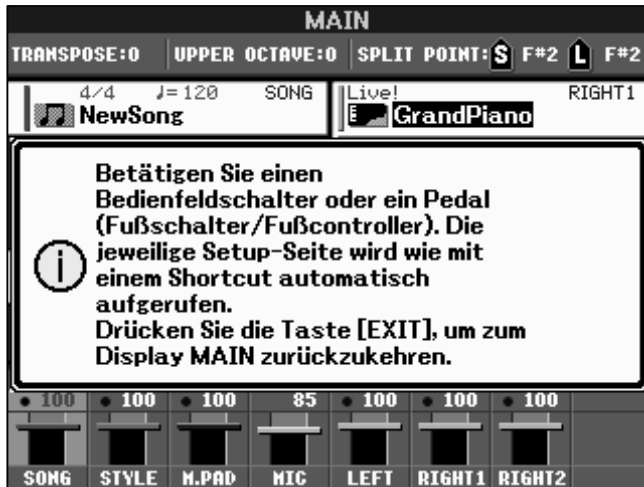 MAIN
TRANSPOSE:0 UPPER OCTAVE:0 SPLIT POINT: S F#2 L F#2
4/4 ♩=120 SONG
NewSong
Live! RIGHT1
GrandPiano
Betätigen Sie einen
Bedienfeldschalter oder ein Pedal
(Fußschalter/Fußcontroller). Die
jeweilige Setup-Seite wird wie mit
einem Shortcut automatisch
aufgerufen.
Drücken Sie die Taste [EXIT], um zum
Display MAIN zurückzukehren.
100 100 100 85 100 100 100
SONG STYLE M.PAD MIC LEFT RIGHT1 RIGHT2